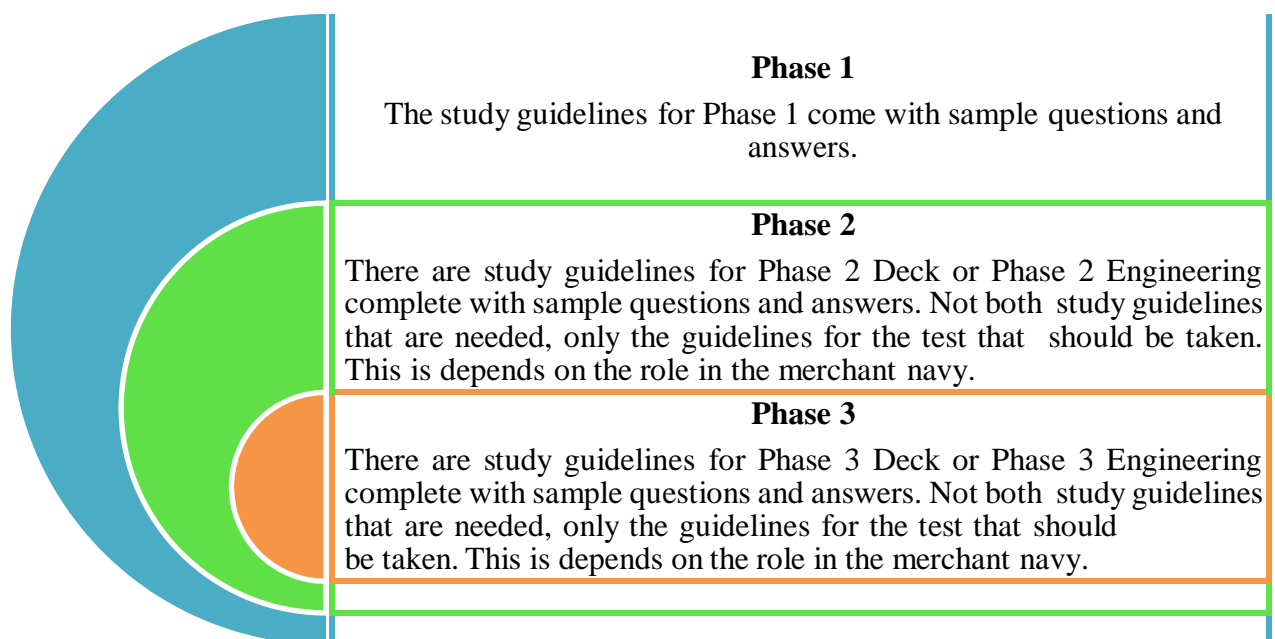 Phase 1
The study guidelines for Phase 1 come with sample questions and
answers.
Phase 2
There are study guidelines for Phase 2 Deck or Phase 2 Engineering
complete with sample questions and answers. Not both study guidelines
that are needed, only the guidelines for the test that should be taken.
This is depends on the role in the merchant navy.
Phase 3
There are study guidelines for Phase 3 Deck or Phase 3 Engineering
complete with sample questions and answers. Not both study guidelines
that are needed, only the guidelines for the test that should
be taken. This is depends on the role in the merchant navy.